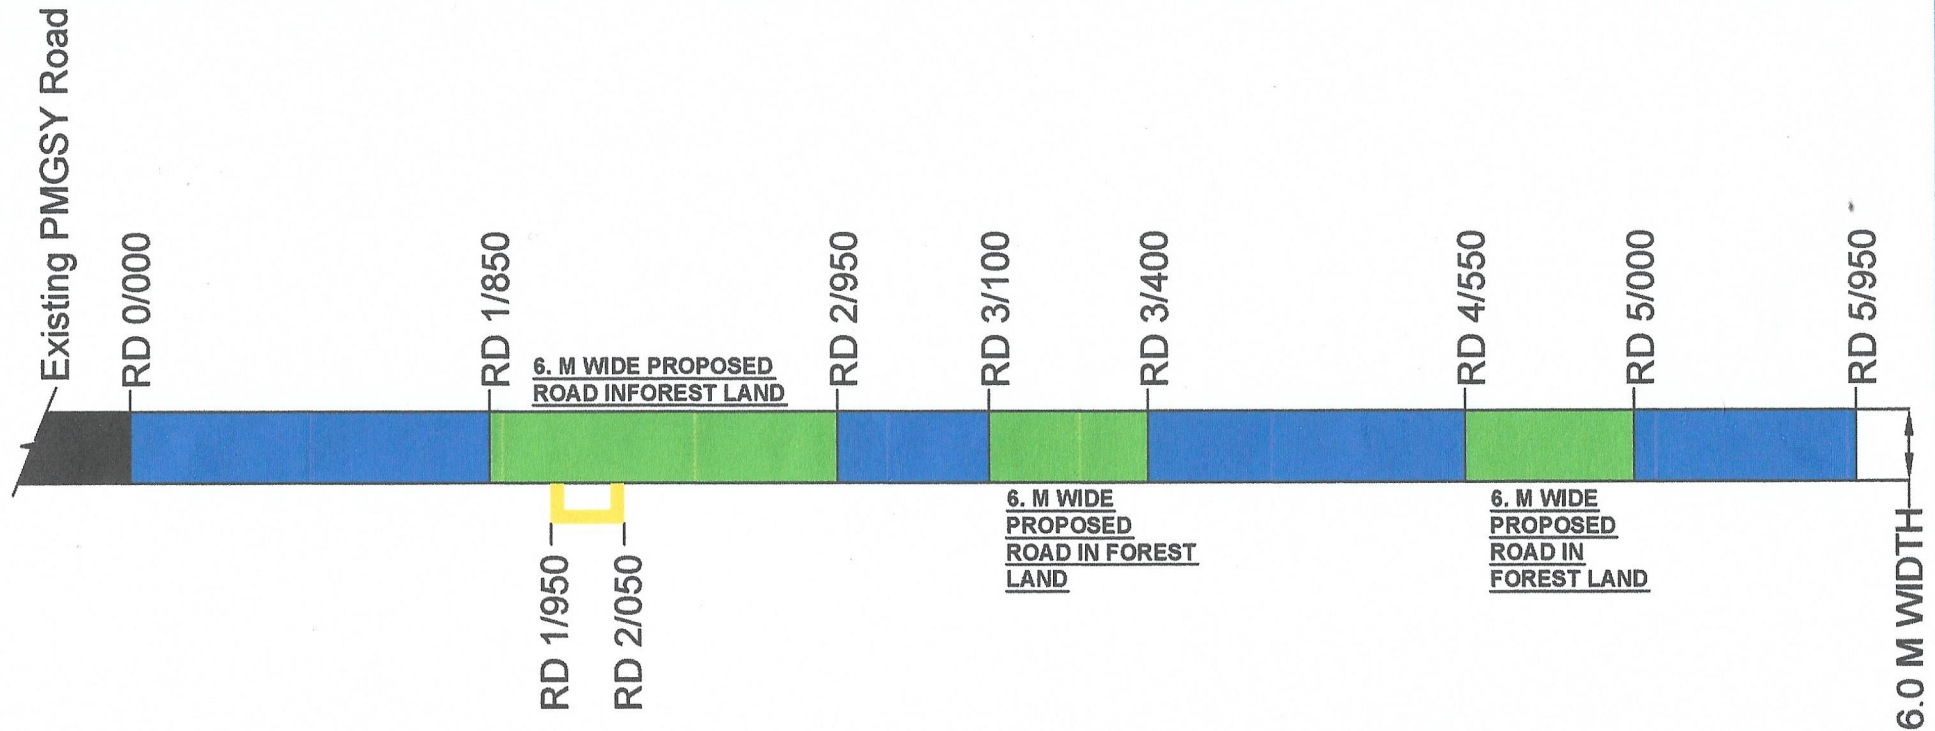 Existing PMGSY Road
RD 0/000
RD 1/850
6. M WIDE PROPOSED
ROAD INFOREST LAND
RD 2/950
RD 3/100
RD 3/400
RD 4/550
RD 5/000
RD 5/950
RD 1/950
RD 2/050
6. M WIDE
PROPOSED
ROAD IN FOREST
LAND
6. M WIDE
PROPOSED
ROAD IN
FOREST LAND
6.0 M WIDTH